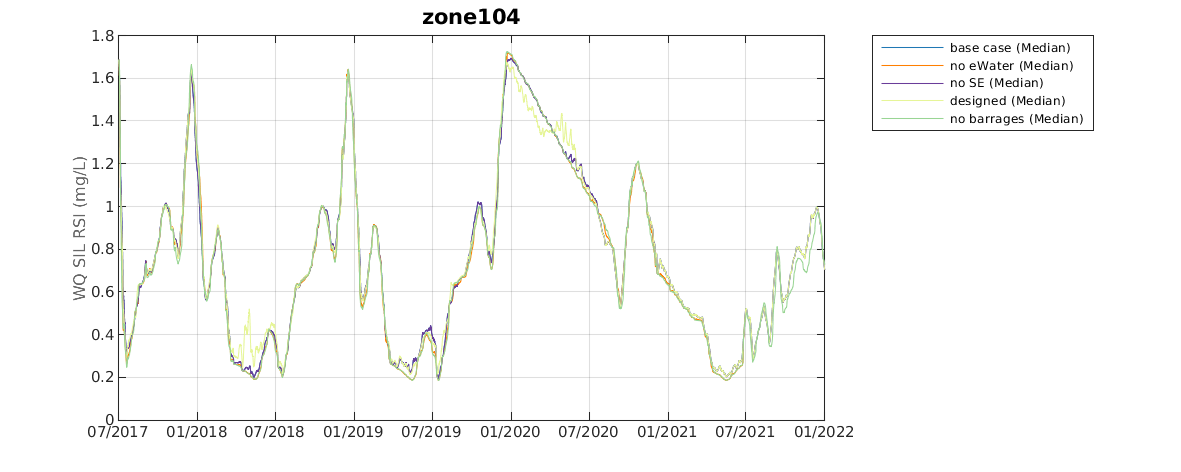 zone104
WQ SIL RSI (mg/L)
1.8
1.6
1.4
1.2
1
0.8
0.6
0.4
0.2
0
07/2017 01/2018 07/2018 01/2019 07/2019 01/2020 07/2020 01/2021 07/2021 01/2022
base case (Median)
no eWater (Median)
no SE (Median)
designed (Median)
no barrages (Median)